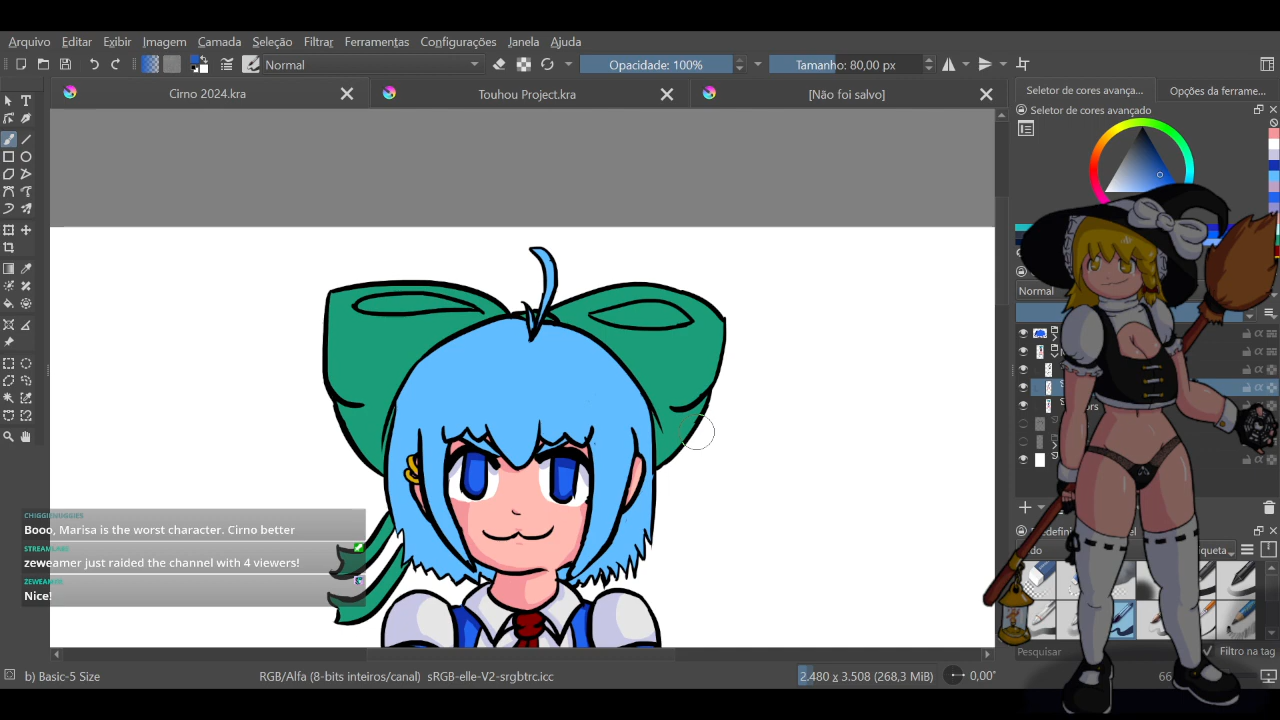 Arquivo Editar Exibir Imagem Camada Seleção Filtrar Ferramentas Configurações Janela Ajuda
Normal Opacidade: 100% Tamanho: 80,00 px
Cirno 2024.kra Touhou Project.kra [Não foi salvo] Seletor de cores avança... Opções da ferrame...
Seletor de cores avançado
Normal
CHIGGIENUGGIES
Booo, Marisa is the worst character. Cirno better
zeweamer just raided the channel with 4 viewers!
ZEWEAMER
Nice!
Pesquisar Filtro na tag
b) Basic-5 Size RGB/Alfa (8-bits inteiros/canal) sRGB-elle-V2-srgbtrc.icc 2.480 x 3.508 (268,3 MiB) 0,00° 66